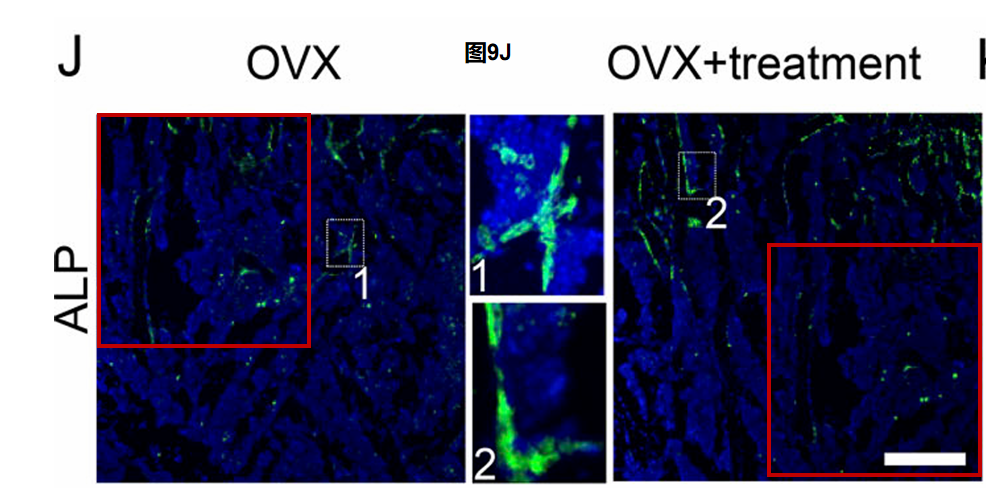 J
OVX
图9J
OVX+treatment
ALP
1
2
1
2